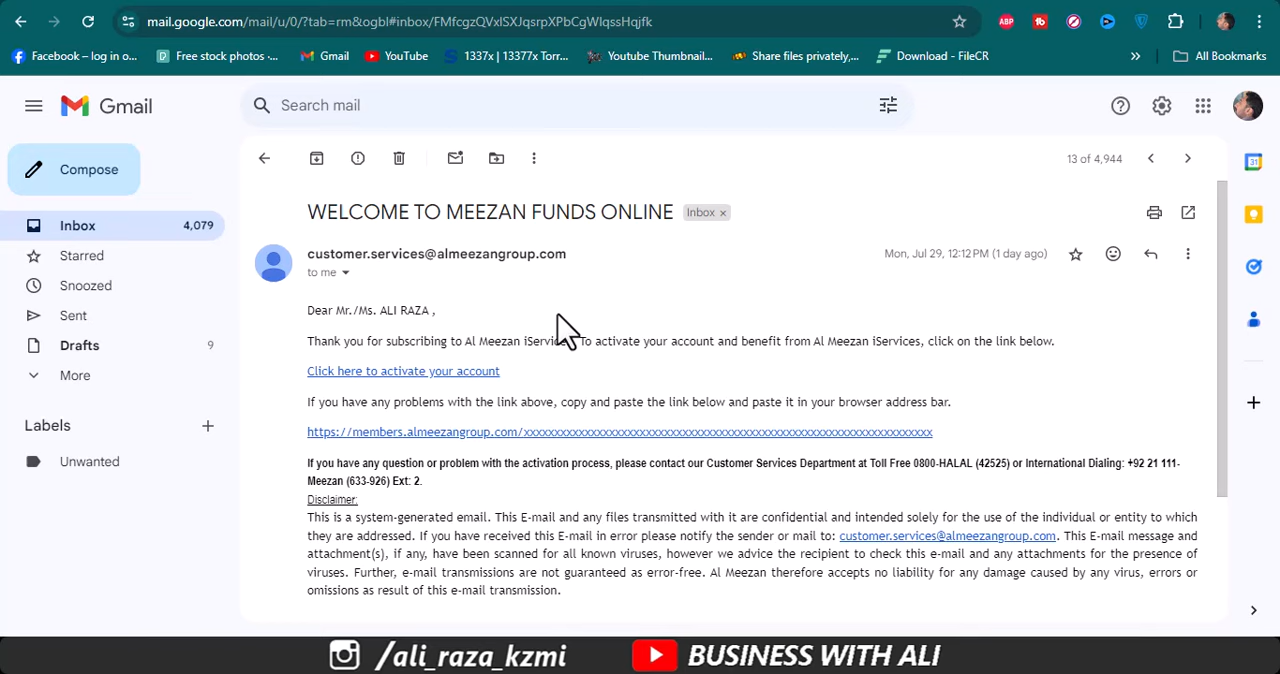 mail.google.com/mail/u/0/?tab=rm&ogbl#inbox/FMfcgzQVxlSXJqsrpXPbCgWlqssHqjfk
ABP
Facebook – log in o...
Free stock photos ·...
Gmail
YouTube
1337x | 13377x Torr...
Youtube Thumbnail...
Share files privately,...
Download - FileCR
»
All Bookmarks
Gmail
Search mail
Compose
13 of 4,944
Inbox 4,079
Starred
Snoozed
Sent
Drafts 9
More
Labels
Unwanted
WELCOME TO MEEZAN FUNDS ONLINE Inbox ×
customer.services@almeezangroup.com
Mon, Jul 29, 12:12 PM (1 day ago)
to me
Dear Mr./Ms. ALI RAZA ,
Thank you for subscribing to Al Meezan To activate your account and benefit from Al Meezan iServices, click on the link below.
Click here to activate your account
If you have any problems with the link above, copy and paste the link below and paste it in your browser address bar.
If you have any question or problem with the activation process, please contact our Customer Services Department at Toll Free 0800-HALAL (42525) or International Dialing: +92 21 111-
Meezan (633-926) Ext: 2.
Disclaimer:
This is a system-generated email. This E-mail and any files transmitted with it are confidential and intended solely for the use of the individual or entity to which
they are addressed. If you have received this E-mail in error please notify the sender or mail to: customer.services@almeezangroup.com. This E-mail message and
attachment(s), if any, have been scanned for all known viruses, however we advice the recipient to check this e-mail and any attachments for the presence of
viruses. Further, e-mail transmissions are not guaranteed as error-free. Al Meezan therefore accepts no liability for any damage caused by any virus, errors or
omissions as result of this e-mail transmission.
31
/ali_raza_kzmi
BUSINESS WITH ALI